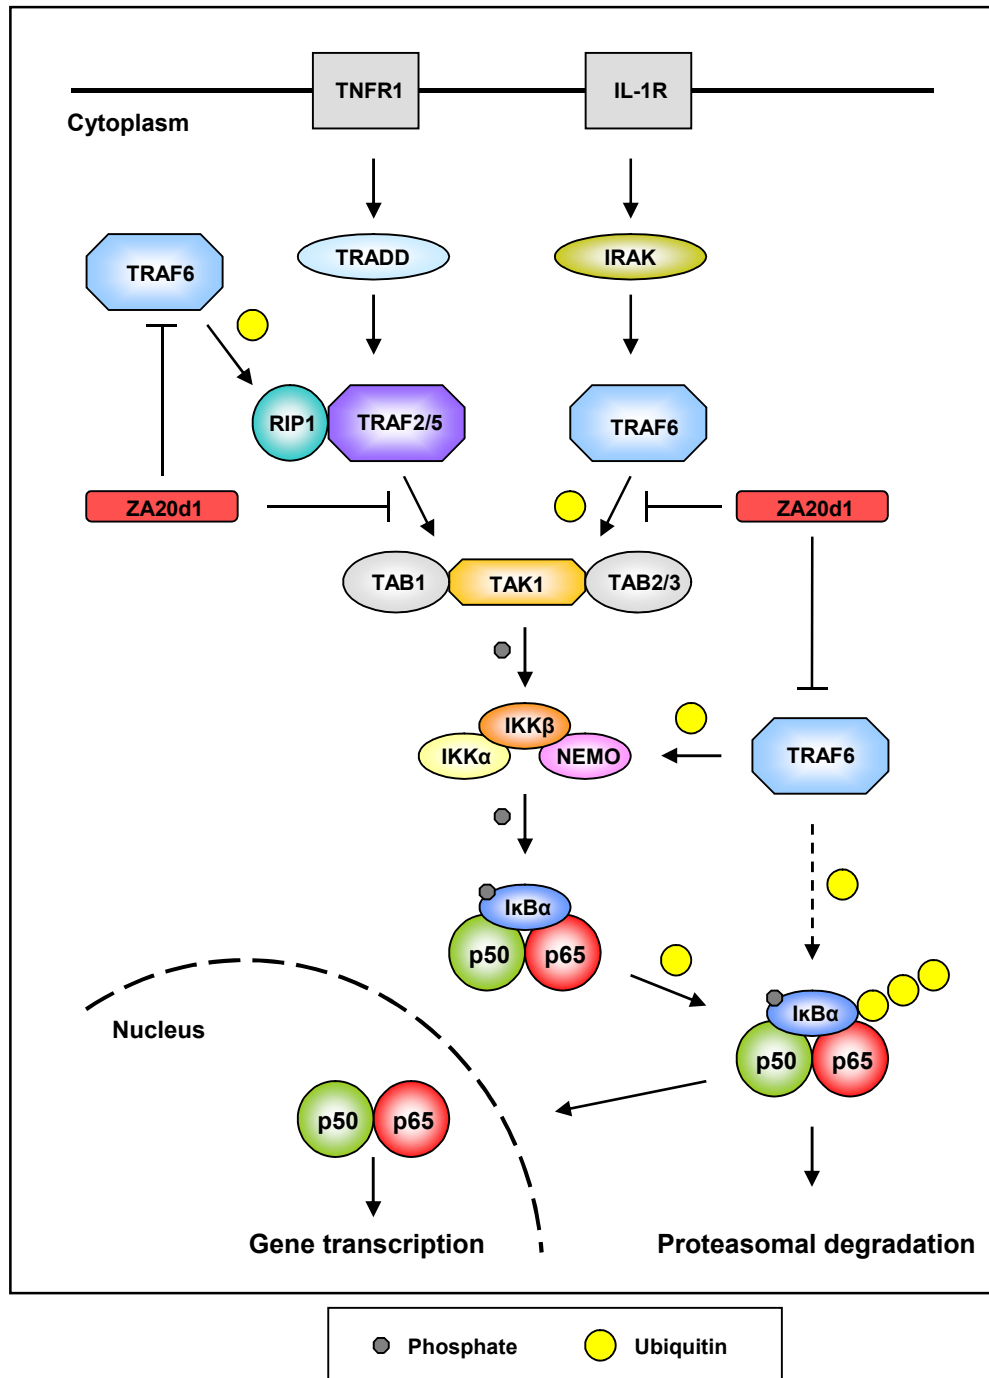 TNFR1
IL-1R
Cytoplasm
TRADD
IRAK
TRAF6
RIP1
TRAF2/5
TRAF6
ZA20d1
ZA20d1
TAB1
TAK1
TAB2/3
IKKβ
IKKα
NEMO
TRAF6
IκBα
p50
p65
IκBα
p50
p65
Nucleus
p50
p65
Gene transcription
Proteasomal degradation
Phosphate
Ubiquitin